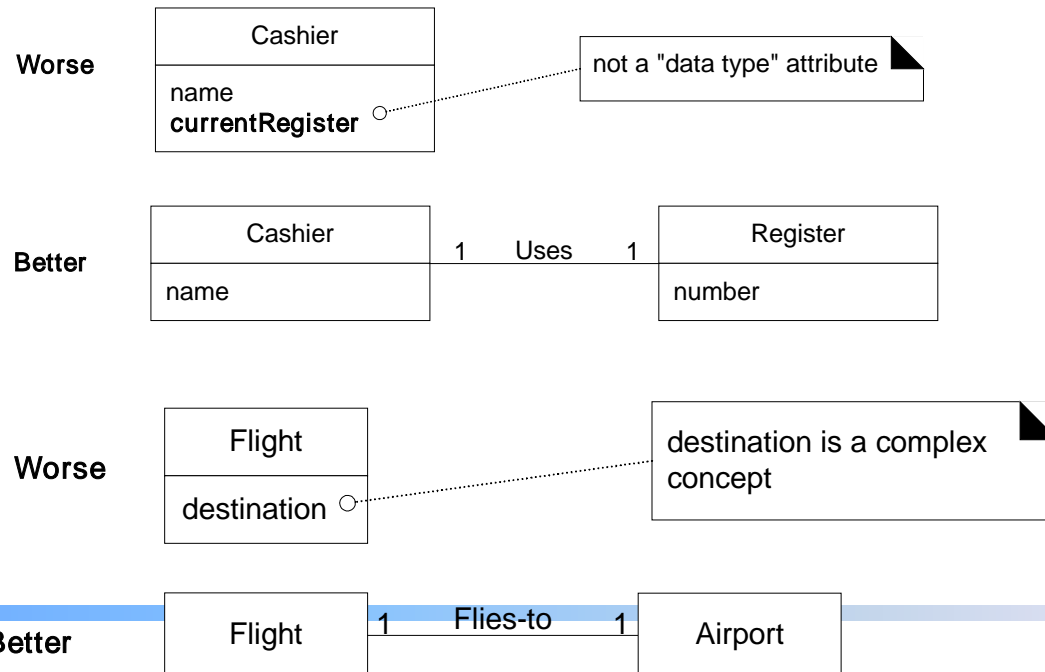 Cashier
Worse
not a "data type" attribute
name
currentRegister
Cashier
Register
Better
1 Uses 1
name
number
Flight
destination is a complex
concept
Worse
destination
Better
Flight
1 Flies-to 1
Airport